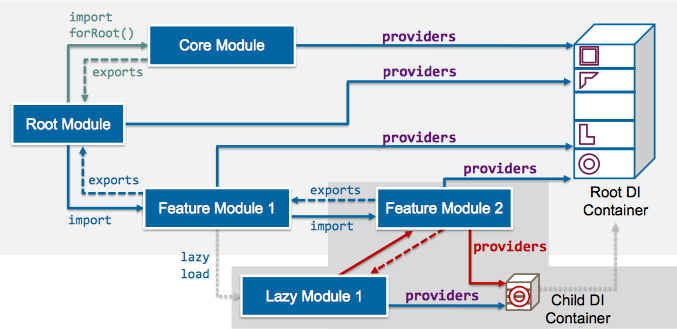 import
forRoot()
Core Module
providers
exports
providers
Root Module
providers
exports
providers
exports
Root DI
Container
import
Feature Module 1
import
Feature Module 2
lazy
load
providers
Lazy Module 1
providers
Child DI
Container